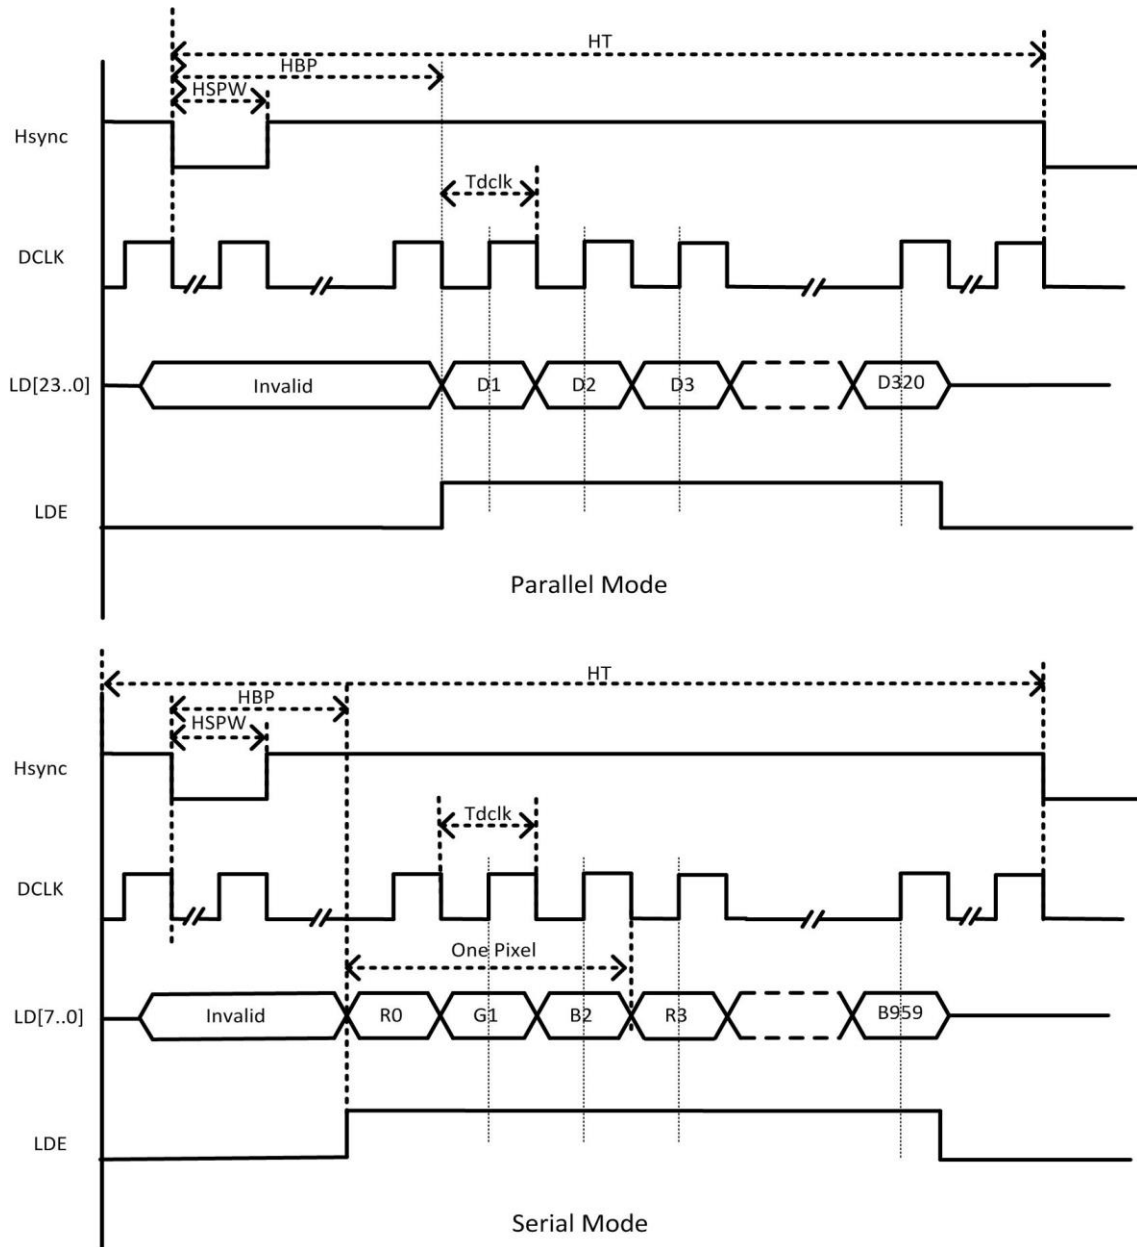 HT
HBP
HSPW
Hsync
Tdclk
DCLK
LD[23..0] Invalid D1 D2 D3 D320
LDE
Parallel Mode
HT
HBP
HSPW
Hsync
Tdclk
DCLK
One Pixel
LD[7..0] Invalid R0 G1 B2 R3 B959
LDE
Serial Mode